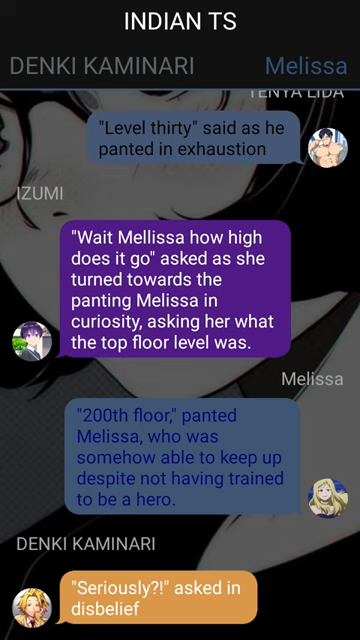 INDIAN TS
DENKI KAMINARI
Melissa
TENYA LIDA
"Level thirty" said as he
panted in exhaustion
IZUMI
"Wait Mellissa how high
does it go" asked as she
turned towards the
panting Melissa in
curiosity, asking her what
the top floor level was.
Melissa
"200th floor," panted
Melissa, who was
somehow able to keep up
despite not having trained
to be a hero.
DENKI KAMINARI
"Seriously?!" asked in
disbelief